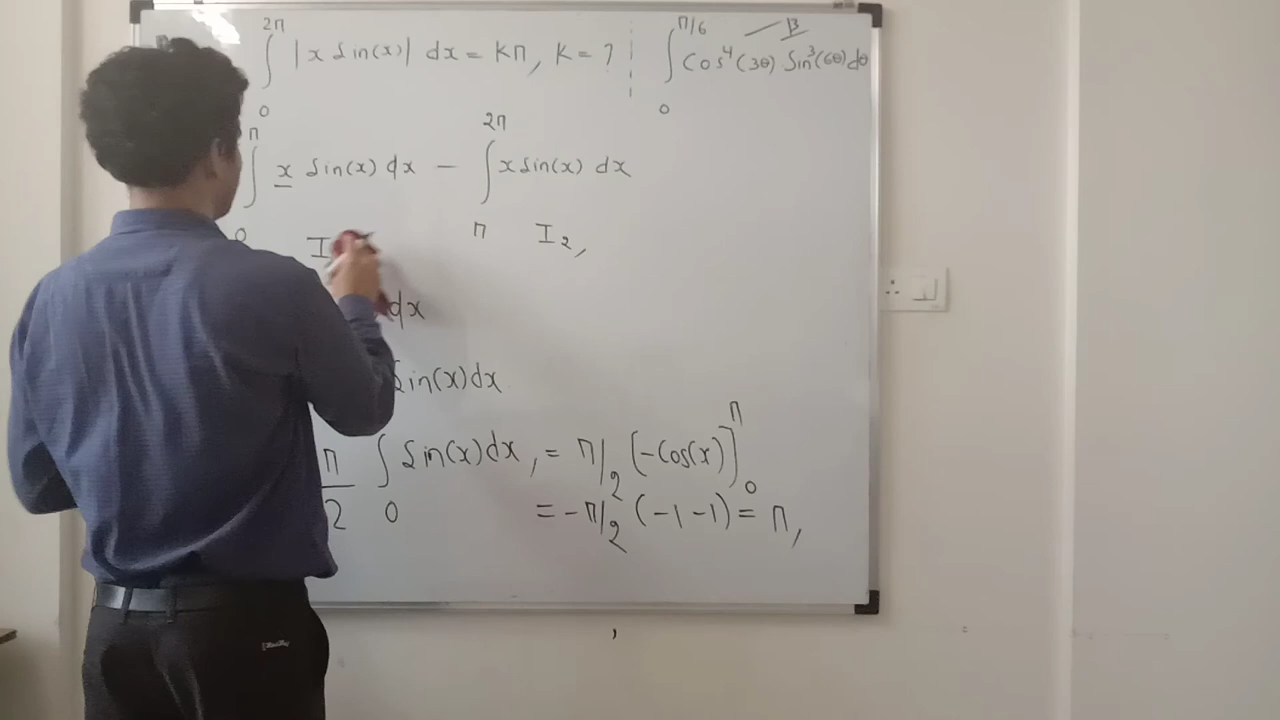 ∫₀^{2π} |x Sin(x)| dx = Kπ, K = ?
∫₀^{π/6} Cos⁴(3θ) Sin³(6θ) dθ
B
∫₀^{π} x Sin(x) dx − ∫_{π}^{2π} x Sin(x) dx
I I₂,
dx
Sin(x) dx
π/2 ∫₀ Sin(x) dx, = π/2 [−Cos(x)]₀^{π}
= −π/2 (−1−1) = π,